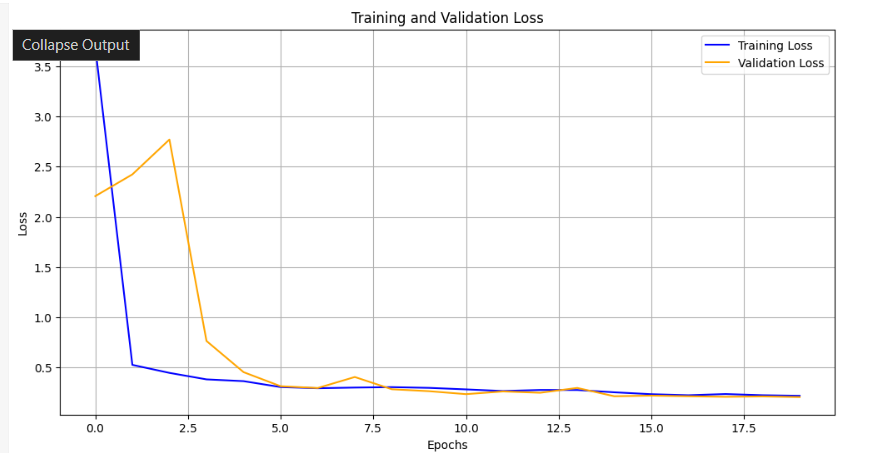 Training and Validation Loss
Collapse Output
Training Loss
Validation Loss
3.5
3.0
2.5
2.0
1.5
1.0
0.5
Loss
0.0 2.5 5.0 7.5 10.0 12.5 15.0 17.5
Epochs